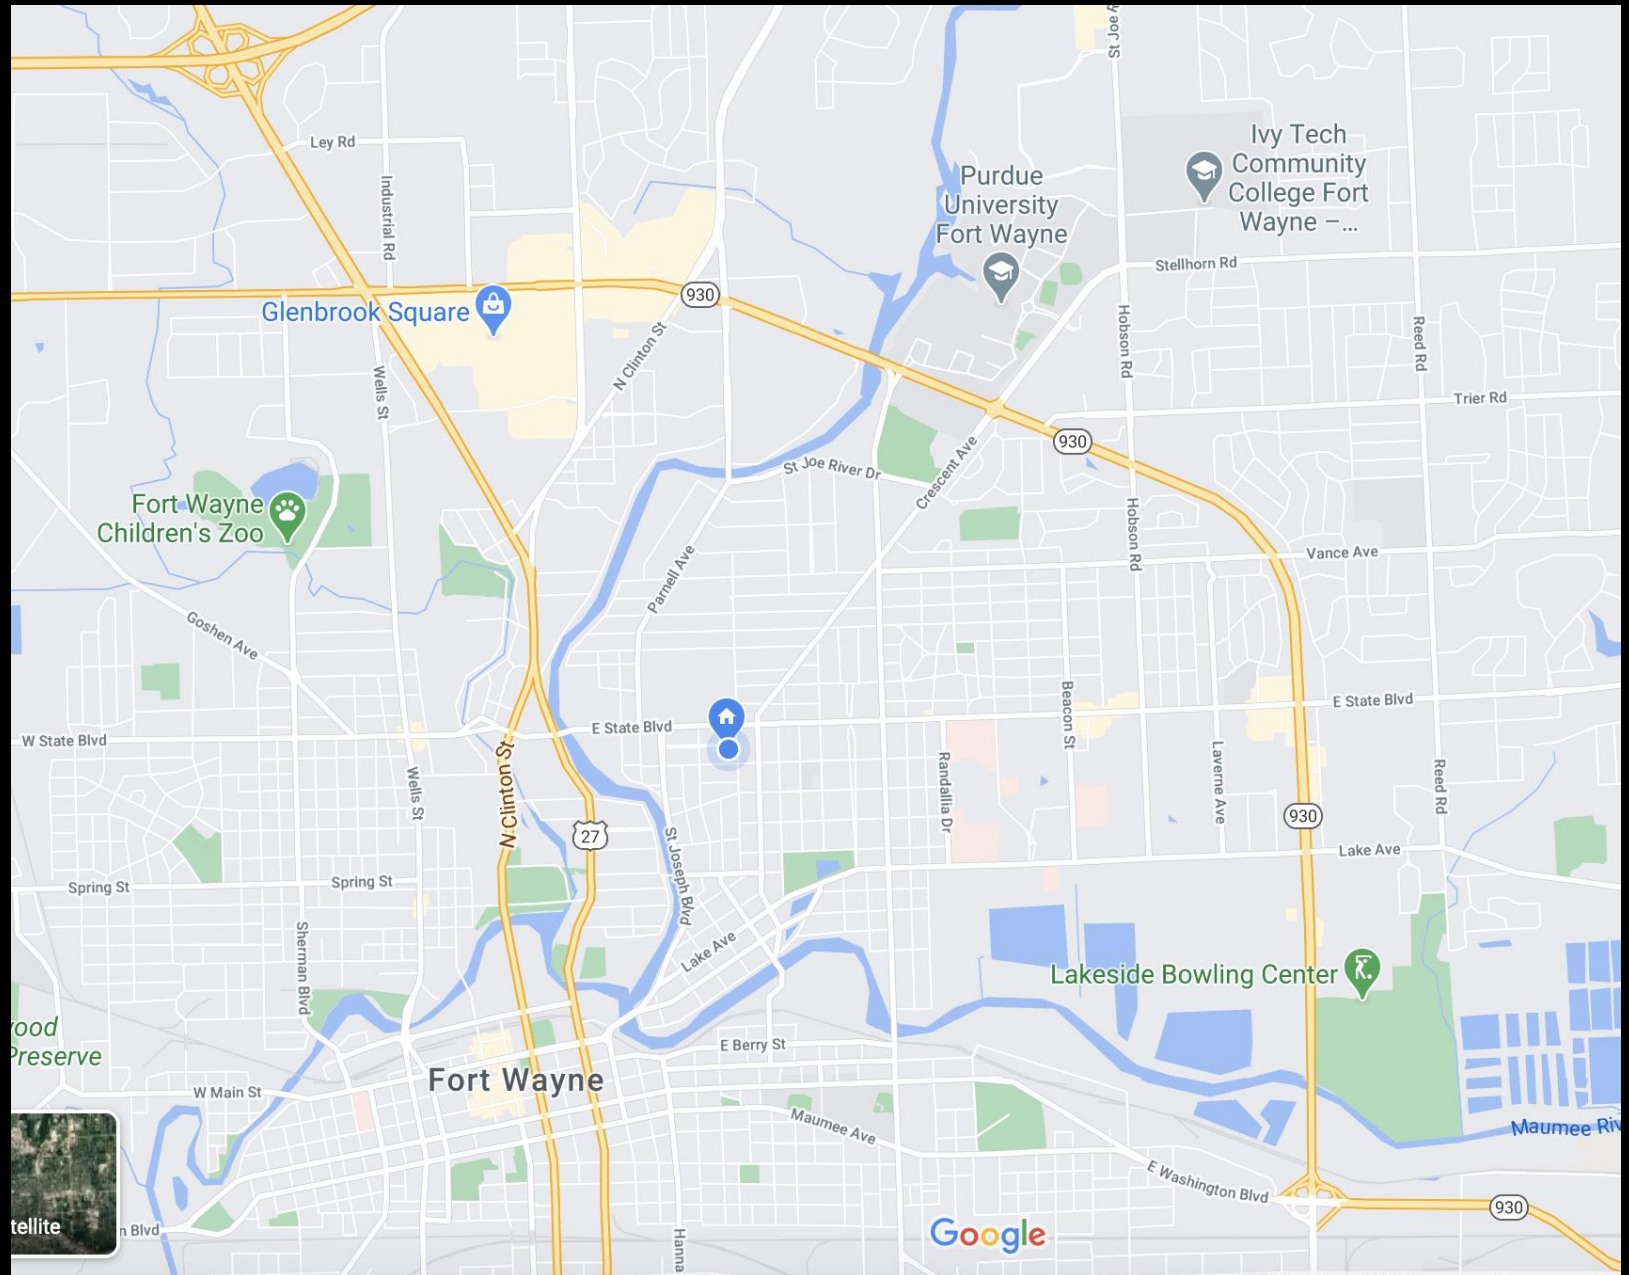 St Joe R
Ley Rd
Industrial Rd
Ivy Tech
Community
College Fort
Wayne –...
Purdue
University
Fort Wayne
Stellhorn Rd
Glenbrook Square
930
N Clinton St
Wells St
Hobson Rd
Reed Rd
Trier Rd
930
St Joe River Dr
Crescent Ave
Fort Wayne
Children's Zoo
Hobson Rd
Vance Ave
Parnell Ave
Goshen Ave
Beacon St
E State Blvd
E State Blvd
W State Blvd
N Clinton St
Wells St
Randallia Dr
Laverne Ave
Reed Rd
930
27
St Joseph Blvd
Lake Ave
Spring St
Spring St
Sherman Blvd
Lake Ave
Lakeside Bowling Center
ood
Preserve
E Berry St
Fort Wayne
W Main St
Maumee Ave
Maumee Riv
E Washington Blvd
930
tellite
n Blvd
Hanna
Google